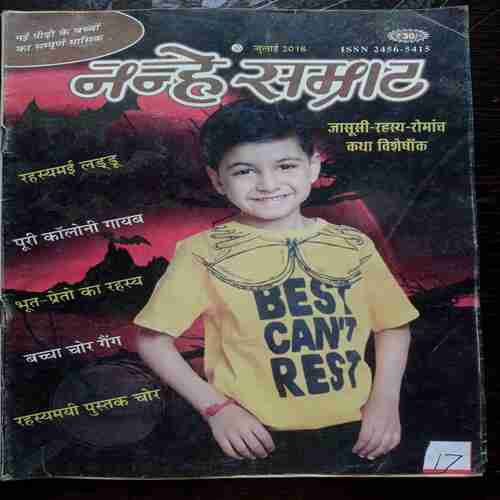 नई पीढ़ी के बच्चों
का सम्पूर्ण मासिक
जुलाई 2018
30
ISSN 2456-5415
नन्हे सम्राट
जासूसी-रहस्य-रोमांच
कथा विशेषाँक
रहस्यमई लड्डू
पूरी कॉलोनी गायब
भूत-प्रेतो का रहस्य
बच्चा चोर गैंग
रहस्यमयी पुस्तक चोर
BEST
CAN'T
REST
17